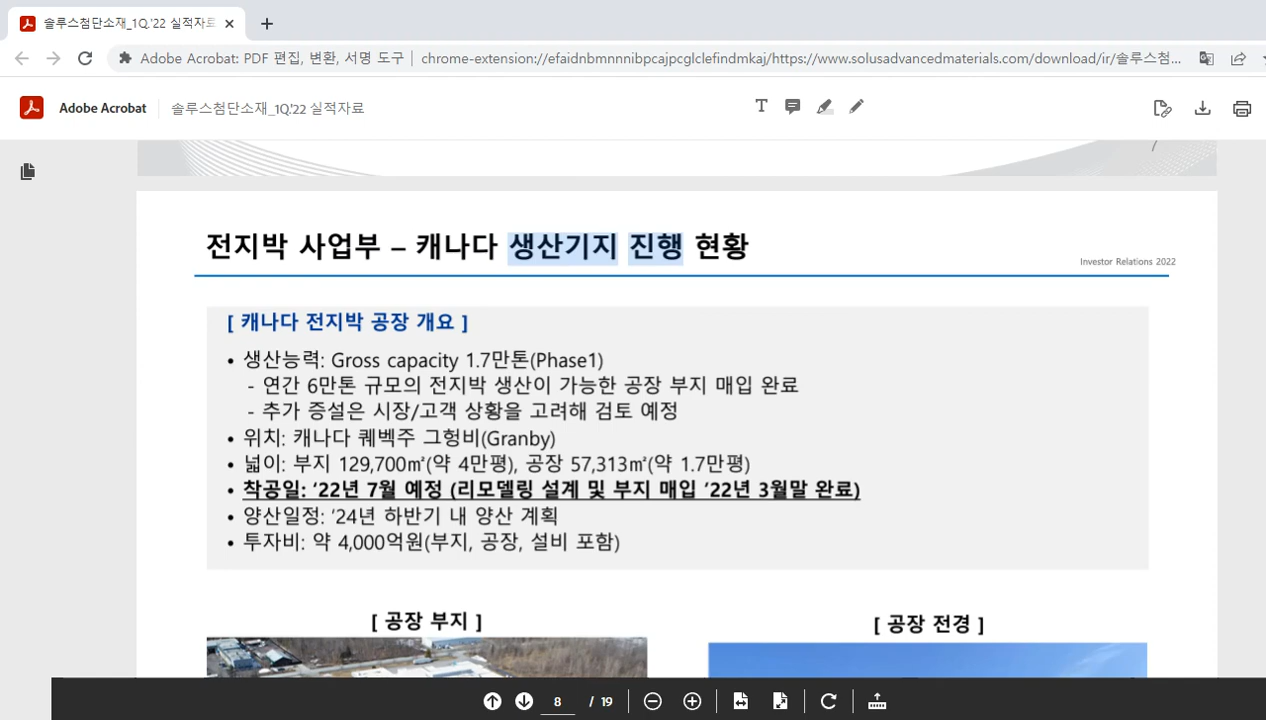 솔루스첨단소재_1Q.'22 실적자료
Adobe Acrobat: PDF 편집, 변환, 서명 도구
chrome-extension://efaidnbmnnnibpcajpcglclefindmkaj/https://www.solusadvancedmaterials.com/download/ir/솔루스첨...
Adobe Acrobat
솔루스첨단소재_1Q.'22 실적자료
7
전지박 사업부 – 캐나다 생산기지 진행 현황
Investor Relations 2022
[ 캐나다 전지박 공장 개요 ]
• 생산능력: Gross capacity 1.7만톤(Phase1)
- 연간 6만톤 규모의 전지박 생산이 가능한 공장 부지 매입 완료
- 추가 증설은 시장/고객 상황을 고려해 검토 예정
• 위치: 캐나다 퀘벡주 그헝비(Granby)
• 넓이: 부지 129,700㎡(약 4만평), 공장 57,313㎡(약 1.7만평)
• 착공일: ‘22년 7월 예정 (리모델링 설계 및 부지 매입 ’22년 3월말 완료)
• 양산일정: ’24년 하반기 내 양산 계획
• 투자비: 약 4,000억원(부지, 공장, 설비 포함)
[ 공장 부지 ]
[ 공장 전경 ]
8 / 19